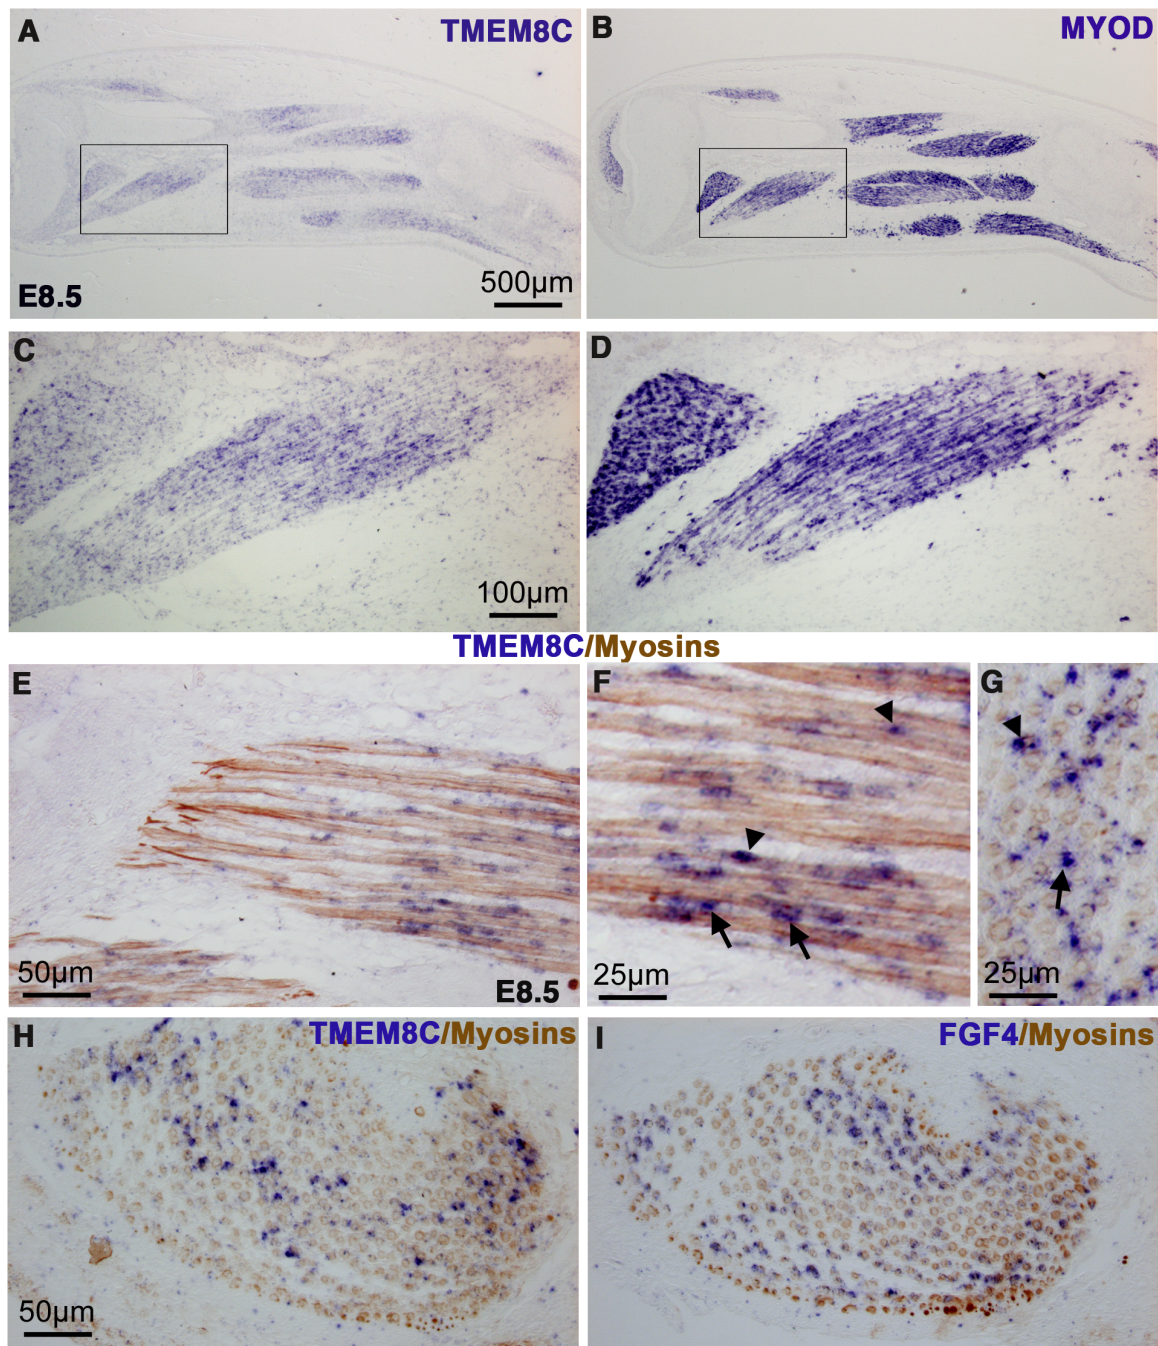 A TMEM8C
B MYOD
E8.5 500µm
C 100µm
D
TMEM8C/Myosins
E 50µm E8.5
F 25µm
G 25µm
H TMEM8C/Myosins
50µm
I FGF4/Myosins